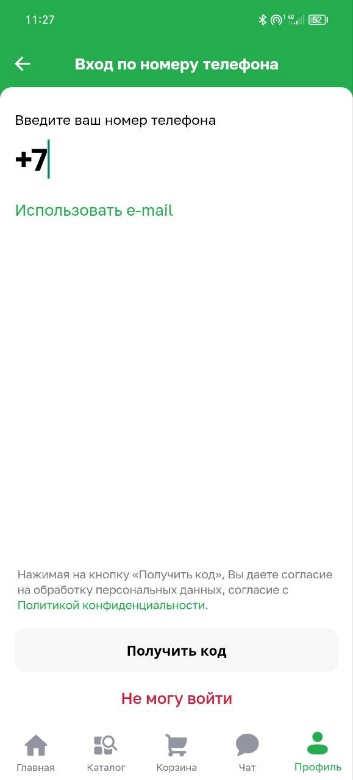 11:27
4G
62
Вход по номеру телефона
Введите ваш номер телефона
+7
Использовать e-mail
Нажимая на кнопку «Получить код», Вы даете согласие
на обработку персональных данных, согласие с
Политикой конфиденциальности.
Получить код
Не могу войти
Главная
Каталог
Корзина
Чат
Профиль